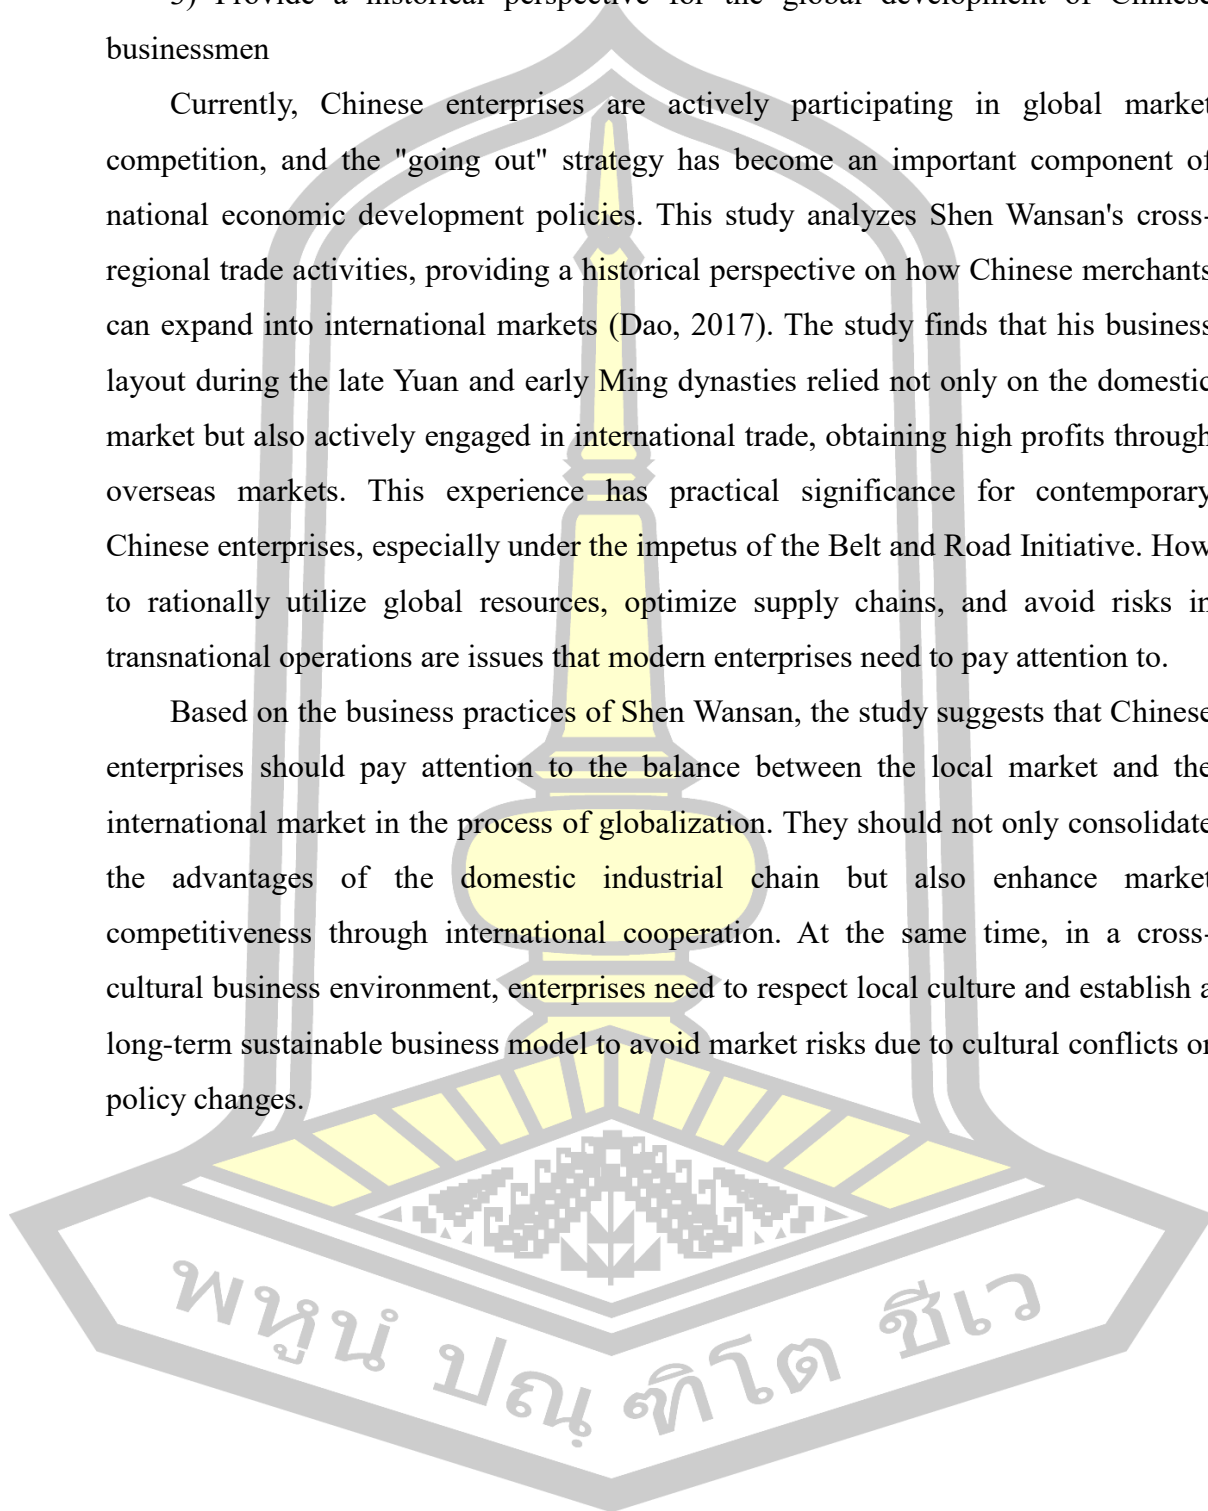 3) Provide a historical perspective for the global development of Chinese
businessmen
Currently, Chinese enterprises are actively participating in global market
competition, and the "going out" strategy has become an important component of
national economic development policies. This study analyzes Shen Wansan's cross-
regional trade activities, providing a historical perspective on how Chinese merchants
can expand into international markets (Dao, 2017). The study finds that his business
layout during the late Yuan and early Ming dynasties relied not only on the domestic
market but also actively engaged in international trade, obtaining high profits through
overseas markets. This experience has practical significance for contemporary
Chinese enterprises, especially under the impetus of the Belt and Road Initiative. How
to rationally utilize global resources, optimize supply chains, and avoid risks in
transnational operations are issues that modern enterprises need to pay attention to.
Based on the business practices of Shen Wansan, the study suggests that Chinese
enterprises should pay attention to the balance between the local market and the
international market in the process of globalization. They should not only consolidate
the advantages of the domestic industrial chain but also enhance market
competitiveness through international cooperation. At the same time, in a cross-
cultural business environment, enterprises need to respect local culture and establish a
long-term sustainable business model to avoid market risks due to cultural conflicts or
policy changes.
พหูนํ ปณฺฑิโต ชีเว